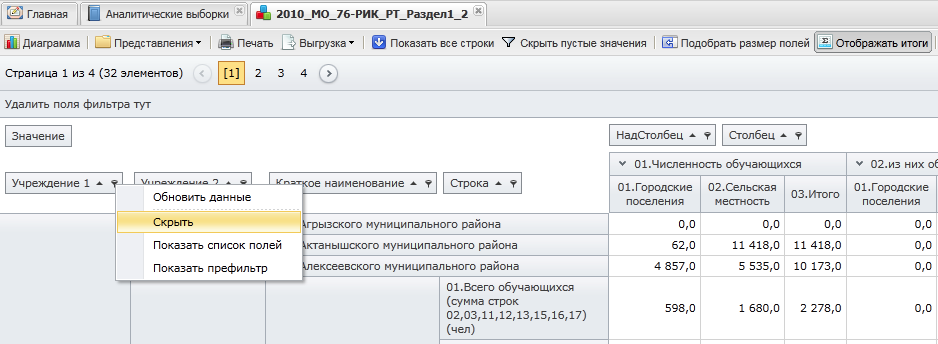 Главная
Аналитические выборки
2010_МО_76-РИК_РТ_Раздел1_2
Диаграмма
Представления
Печать
Выгрузка
Показать все строки
Скрыть пустые значения
Подобрать размер полей
Отображать итоги
Страница 1 из 4 (32 элементов)
[1]
2
3
4
Удалить поля фильтра тут
Значение
НадСтолбец
Столбец
01.Численность обучающихся
02.из них об
Учреждение 1
Учреждение 2
Краткое наименование
Строка
01.Городские
поселения
02.Сельская
местность
03.Итого
01.Городские
поселения
Обновить данные
Скрыть
Показать список полей
Показать префильтр
Агрызского муниципального района
0,0
0,0
0,0
0,0
Актанышского муниципального района
62,0
11 418,0
11 418,0
0,0
Алексеевского муниципального района
4 857,0
5 535,0
10 173,0
0,0
01.Всего обучающихся
(сумма строк
02,03,11,12,13,15,16,17)
(чел)
598,0
1 680,0
2 278,0
0,0